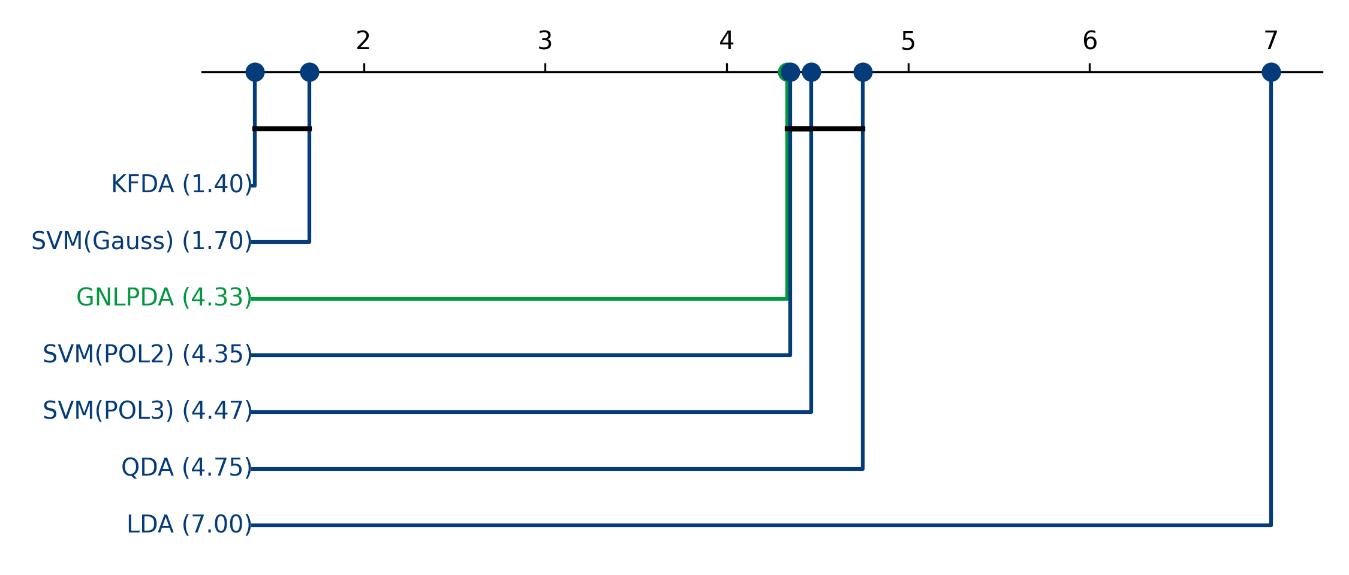 2 3 4 5 6 7
KFDA (1.40)
SVM(Gauss) (1.70)
GNLPDA (4.33)
SVM(POL2) (4.35)
SVM(POL3) (4.47)
QDA (4.75)
LDA (7.00)